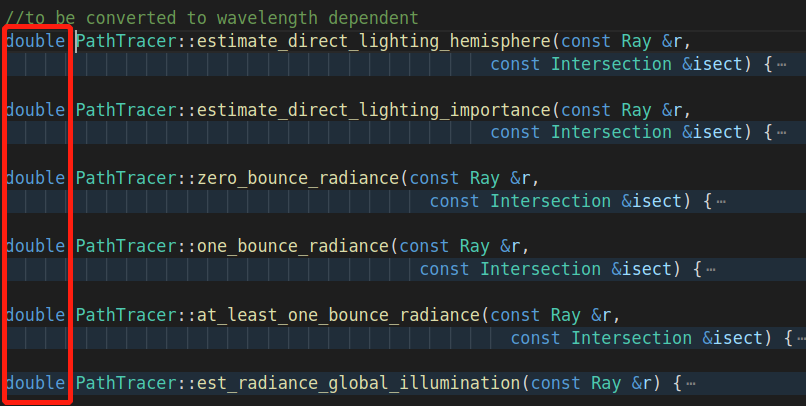 //to be converted to wavelength dependent
double PathTracer::estimate_direct_lighting_hemisphere(const Ray &r,
const Intersection &isect) {⋯
double PathTracer::estimate_direct_lighting_importance(const Ray &r,
const Intersection &isect) {⋯
double PathTracer::zero_bounce_radiance(const Ray &r,
const Intersection &isect) {⋯
double PathTracer::one_bounce_radiance(const Ray &r,
const Intersection &isect) {⋯
double PathTracer::at_least_one_bounce_radiance(const Ray &r,
const Intersection &isect) {⋯
double PathTracer::est_radiance_global_illumination(const Ray &r) {⋯